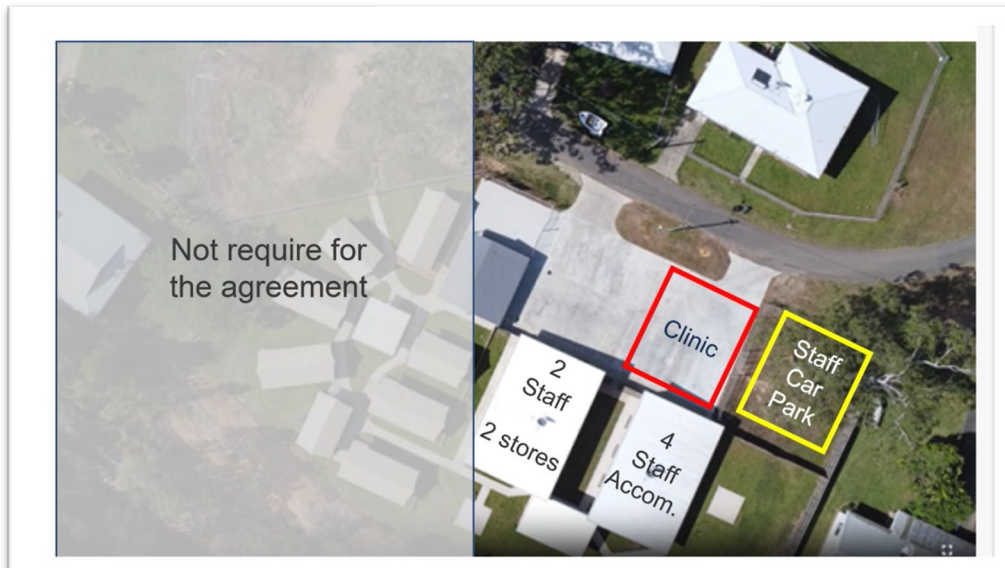 Not require for
the agreement
Clinic
Staff
Car
Park
2
Staff
2 stores
4
Staff
Accom.